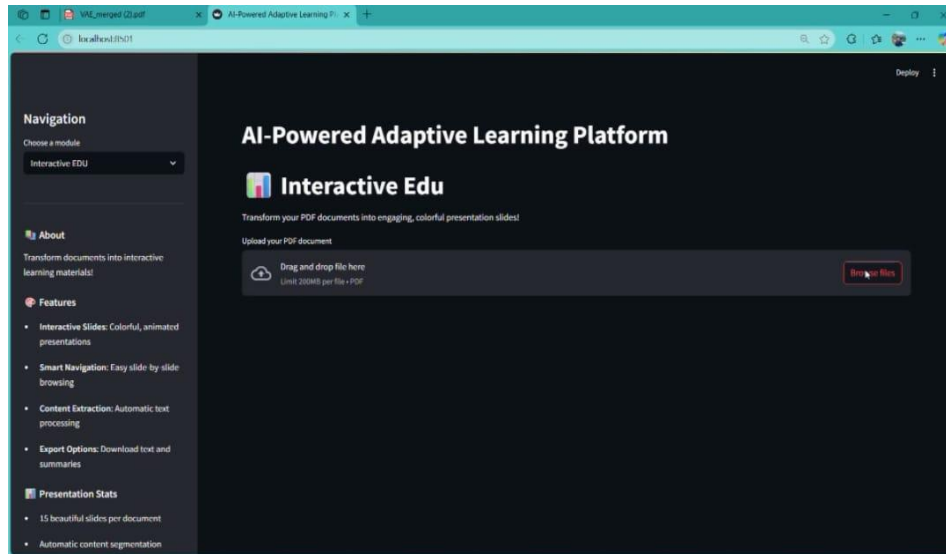 VAE_merged (2).pdf
AI-Powered Adaptive Learning Pl
localhost:8501
Deploy
Navigation
Choose a module
Interactive EDU
About
Transform documents into interactive
learning materials!
Features
Interactive Slides: Colorful, animated
presentations
Smart Navigation: Easy slide-by-slide
browsing
Content Extraction: Automatic text
processing
Export Options: Download text and
summaries
Presentation Stats
15 beautiful slides per document
Automatic content segmentation
AI-Powered Adaptive Learning Platform
Interactive Edu
Transform your PDF documents into engaging, colorful presentation slides!
Upload your PDF document
Drag and drop file here
Limit 200MB per file • PDF
Browse files